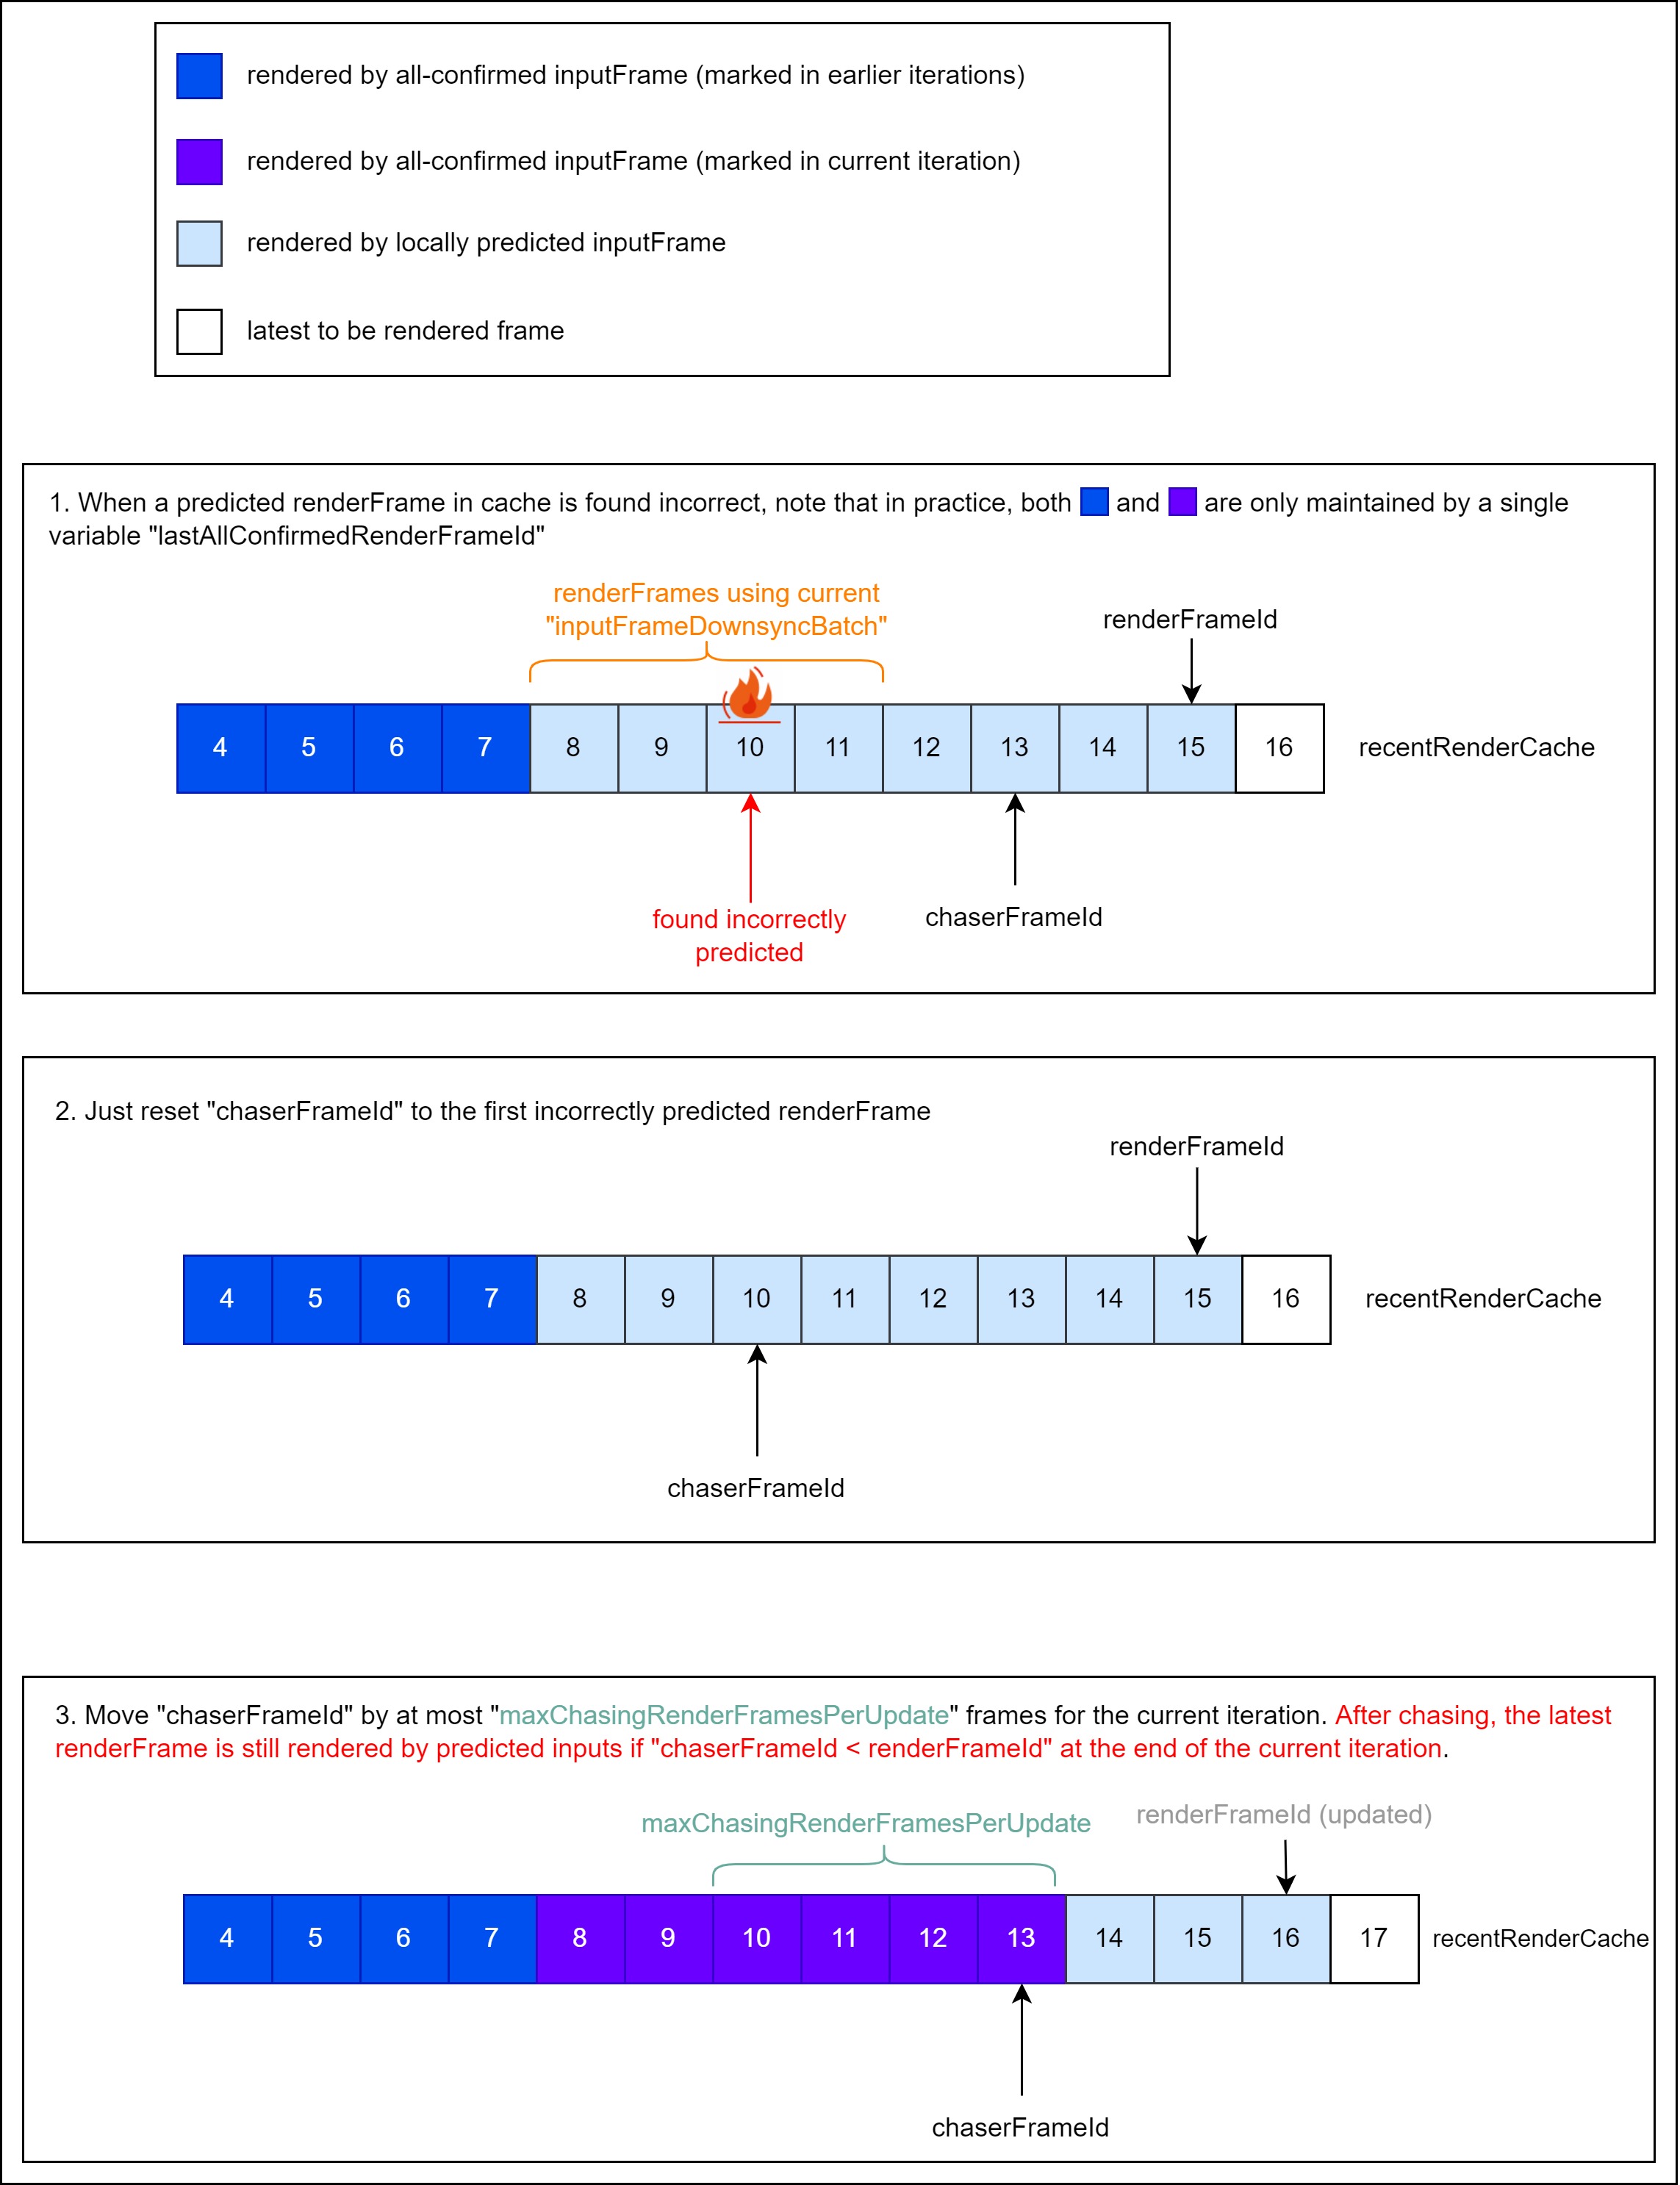 rendered by all-confirmed inputFrame (marked in earlier iterations)
rendered by all-confirmed inputFrame (marked in current iteration)
rendered by locally predicted inputFrame
latest to be rendered frame
1. When a predicted renderFrame in cache is found incorrect, note that in practice, both and are only maintained by a single
variable "lastAllConfirmedRenderFrameId"
renderFrames using current
"inputFrameDownsyncBatch"
renderFrameId
4 5 6 7 8 9 10 11 12 13 14 15 16 recentRenderCache
found incorrectly
predicted
chaserFrameId
2. Just reset "chaserFrameId" to the first incorrectly predicted renderFrame
renderFrameId
4 5 6 7 8 9 10 11 12 13 14 15 16 recentRenderCache
chaserFrameId
3. Move "chaserFrameId" by at most "maxChasingRenderFramesPerUpdate" frames for the current iteration. After chasing, the latest
renderFrame is still rendered by predicted inputs if "chaserFrameId < renderFrameId" at the end of the current iteration.
maxChasingRenderFramesPerUpdate
renderFrameId (updated)
4 5 6 7 8 9 10 11 12 13 14 15 16 17 recentRenderCache
chaserFrameId